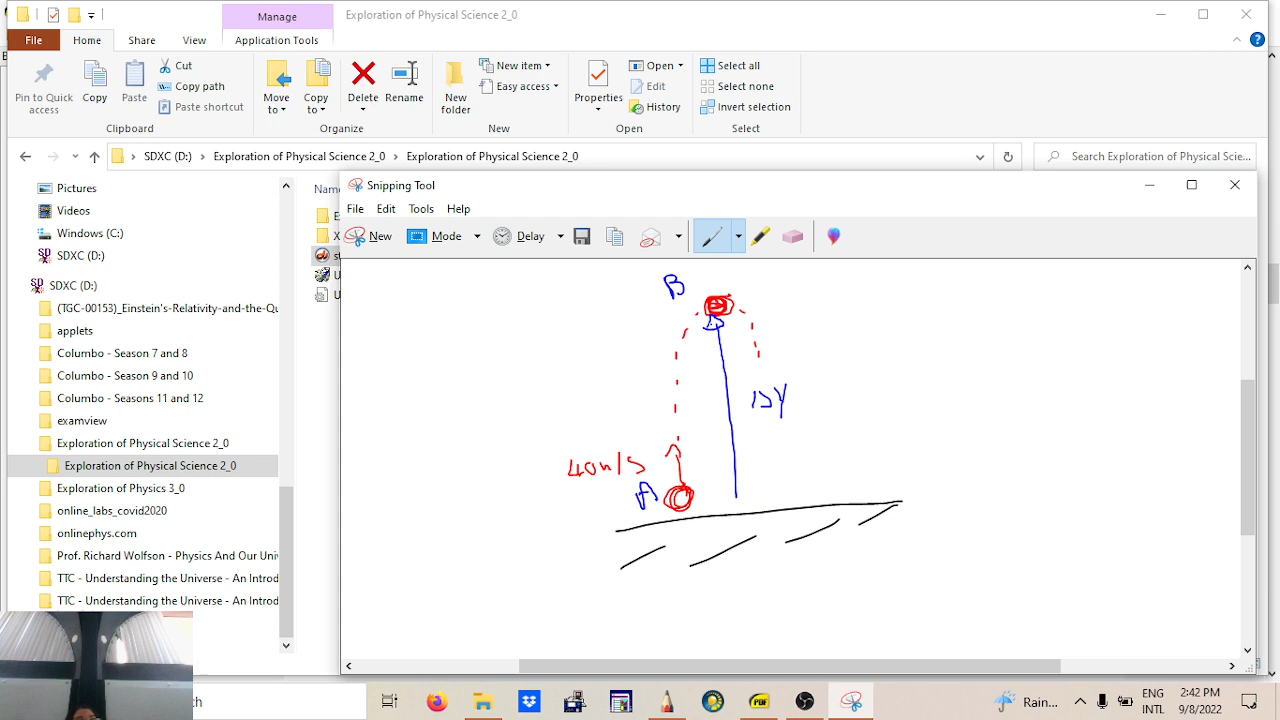 Manage
Exploration of Physical Science 2_0
File
Home
Share
View
Application Tools
Pin to Quick access
Copy
Paste
Cut
Copy path
Paste shortcut
Clipboard
Move to
Copy to
Delete
Rename
Organize
New folder
New item
Easy access
New
Properties
Open
Edit
History
Open
Select all
Select none
Invert selection
Select
SDXC (D:) > Exploration of Physical Science 2_0 > Exploration of Physical Science 2_0
Search Exploration of Physical Scie...
Pictures
Videos
Windows (C:)
SDXC (D:)
SDXC (D:)
(TGC-00153)_Einstein's-Relativity-and-the-Qu
applets
Columbo - Season 7 and 8
Columbo - Seasons 9 and 10
Columbo - Seasons 11 and 12
examview
Exploration of Physical Science 2_0
Exploration of Physical Science 2_0
Exploration of Physics 3_0
online_labs_covid2020
onlinephys.com
Prof. Richard Wolfson - Physics And Our Uni
TTC - Understanding the Universe - An Introd
TTC - Understanding the Universe - An Introd
Snipping Tool
File Edit Tools Help
New
Mode
Delay
B
40m/s
A
Rain...
ENG
INTL
2:42 PM
9/8/2022